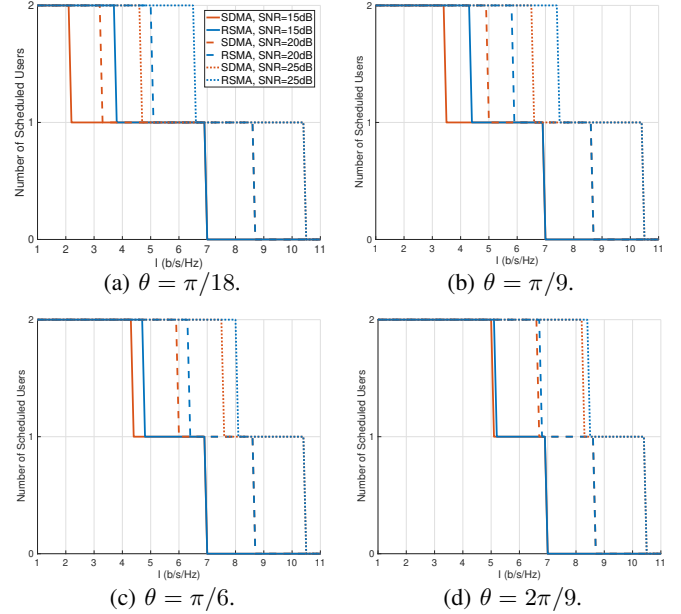 Number of Scheduled Users
2
1
0
SDMA, SNR=15dB
RSMA, SNR=15dB
SDMA, SNR=20dB
RSMA, SNR=20dB
SDMA, SNR=25dB
RSMA, SNR=25dB
1 2 3 4 5 6 7 8 9 10 11
I (b/s/Hz)
(a) θ = π/18.
Number of Scheduled Users
2
1
0
1 2 3 4 5 6 7 8 9 10 11
I (b/s/Hz)
(b) θ = π/9.
Number of Scheduled Users
2
1
0
1 2 3 4 5 6 7 8 9 10 11
I (b/s/Hz)
(c) θ = π/6.
Number of Scheduled Users
2
1
0
1 2 3 4 5 6 7 8 9 10 11
I (b/s/Hz)
(d) θ = 2π/9.